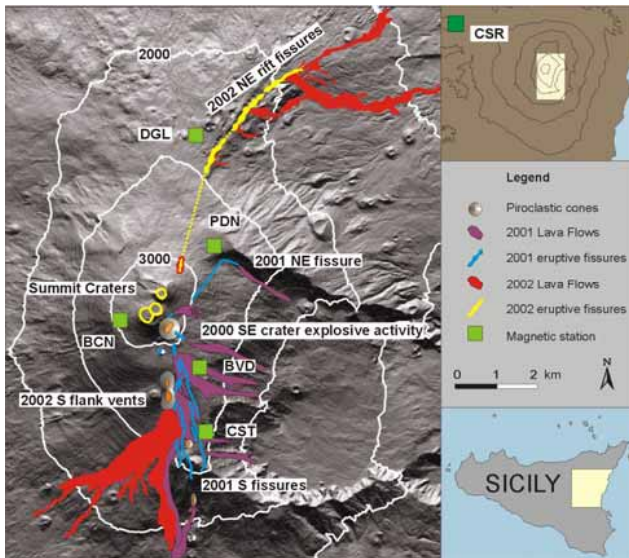 2000
2002 NE rift fissures
DGL
PDN
3000
2001 NE fissure
Summit Craters
BCN
2000 SE crater explosive activity
BVD
2002 S flank vents
CST
2001 S fissures
CSR
Legend
Piroclastic cones
2001 Lava Flows
2001 eruptive fissures
2002 Lava Flows
2002 eruptive fissures
Magnetic station
2 1 0 2 km
N
SICILY